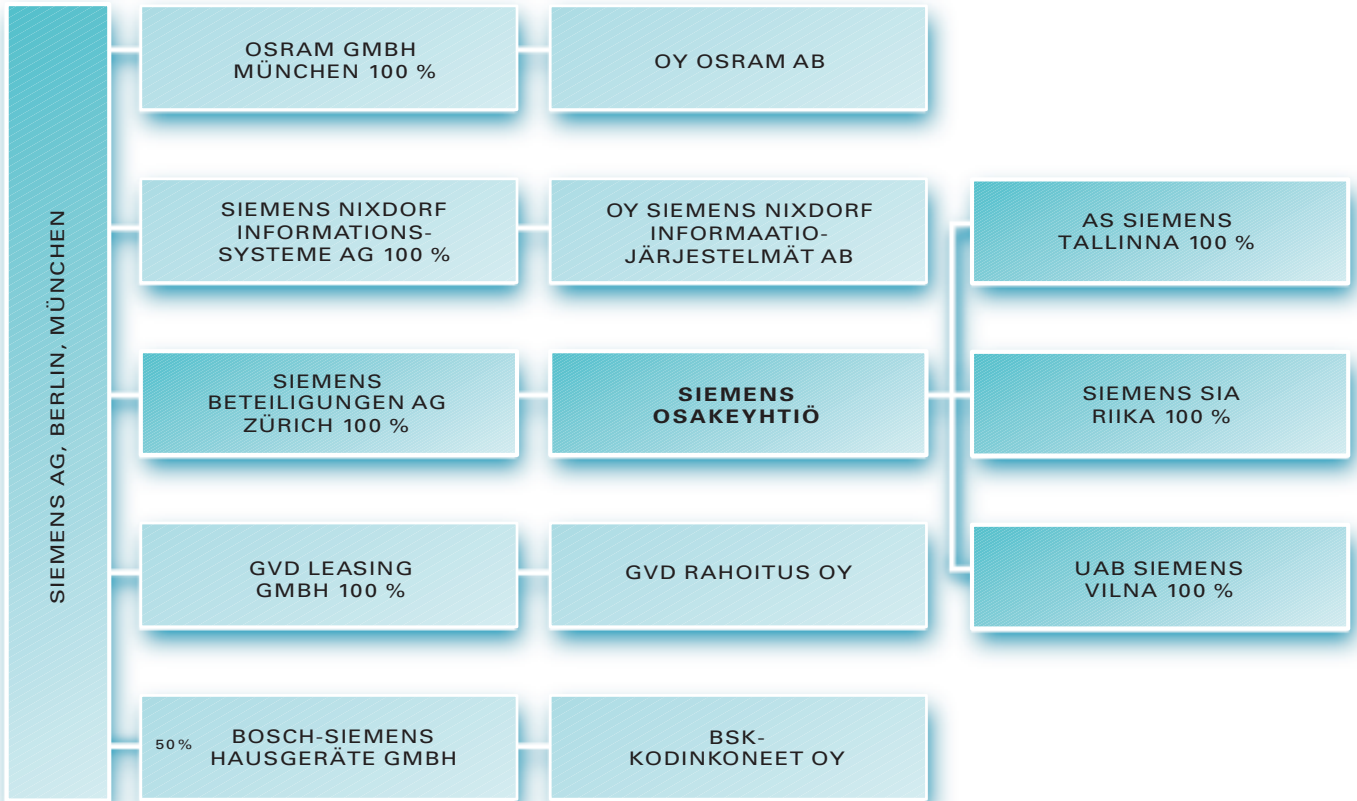 SIEMENS AG, BERLIN, MÜNCHEN
OSRAM GMBH
MÜNCHEN 100 %
OY OSRAM AB
SIEMENS NIXDORF
INFORMATIONS-
SYSTEME AG 100 %
OY SIEMENS NIXDORF
INFORMAATIO-
JÄRJESTELMÄT AB
SIEMENS
BETEILIGUNGEN AG
ZÜRICH 100 %
SIEMENS
OSAKEYHTIÖ
AS SIEMENS
TALLINNA 100 %
SIEMENS SIA
RIIKA 100 %
UAB SIEMENS
VILNA 100 %
GVD LEASING
GMBH 100 %
GVD RAHOITUS OY
50%
BOSCH-SIEMENS
HAUSGERÄTE GMBH
BSK-
KODINKONEET OY